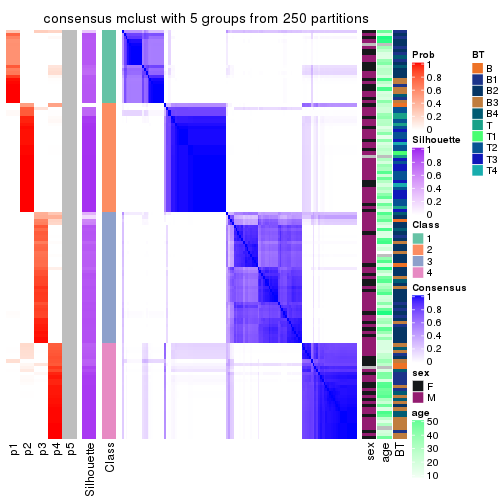 consensus mclust with 5 groups from 250 partitions
Prob
1
0.8
0.6
0.4
0.2
0
Silhouette
1
0.8
0.6
0.4
0.2
0
Class
1
2
3
4
Consensus
1
0.8
0.6
0.4
0.2
0
sex
F
M
age
50
40
30
20
10
BT
B
B1
B2
B3
B4
T
T1
T2
T3
T4
p1
p2
p3
p4
p5
Silhouette
Class
sex
age
BT